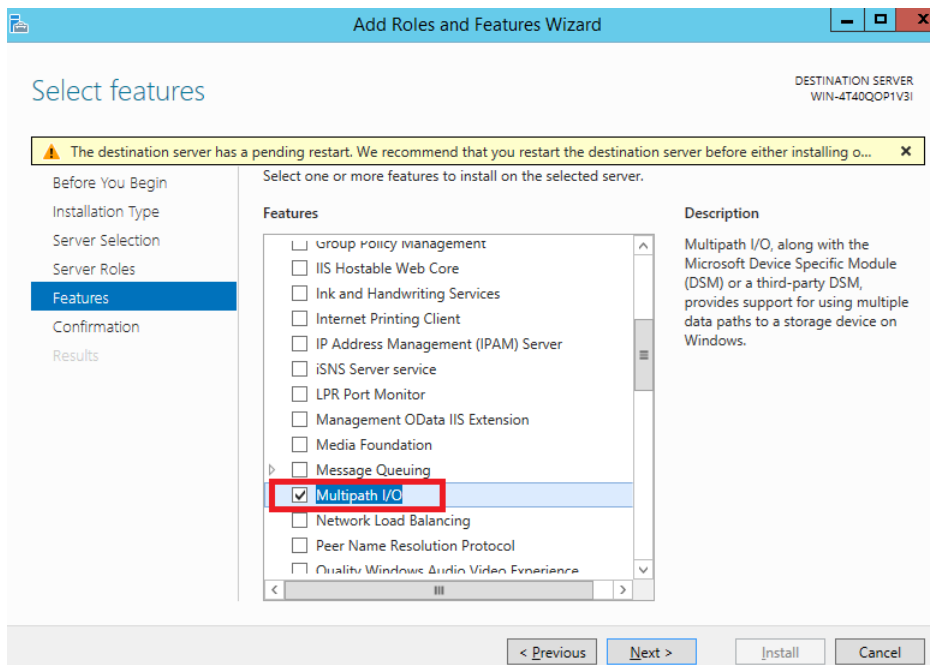 Add Roles and Features Wizard
Select features
DESTINATION SERVER
WIN-4T40QOP1V3I
The destination server has a pending restart. We recommend that you restart the destination server before either installing o...
Before You Begin
Installation Type
Server Selection
Server Roles
Features
Confirmation
Results
Select one or more features to install on the selected server.
Features
Group Policy Management
IIS Hostable Web Core
Ink and Handwriting Services
Internet Printing Client
IP Address Management (IPAM) Server
iSNS Server service
LPR Port Monitor
Management OData IIS Extension
Media Foundation
Message Queuing
Multipath I/O
Network Load Balancing
Peer Name Resolution Protocol
Quality Windows Audio Video Experience
Description
Multipath I/O, along with the
Microsoft Device Specific Module
(DSM) or a third-party DSM,
provides support for using multiple
data paths to a storage device on
Windows.
< Previous
Next >
Install
Cancel